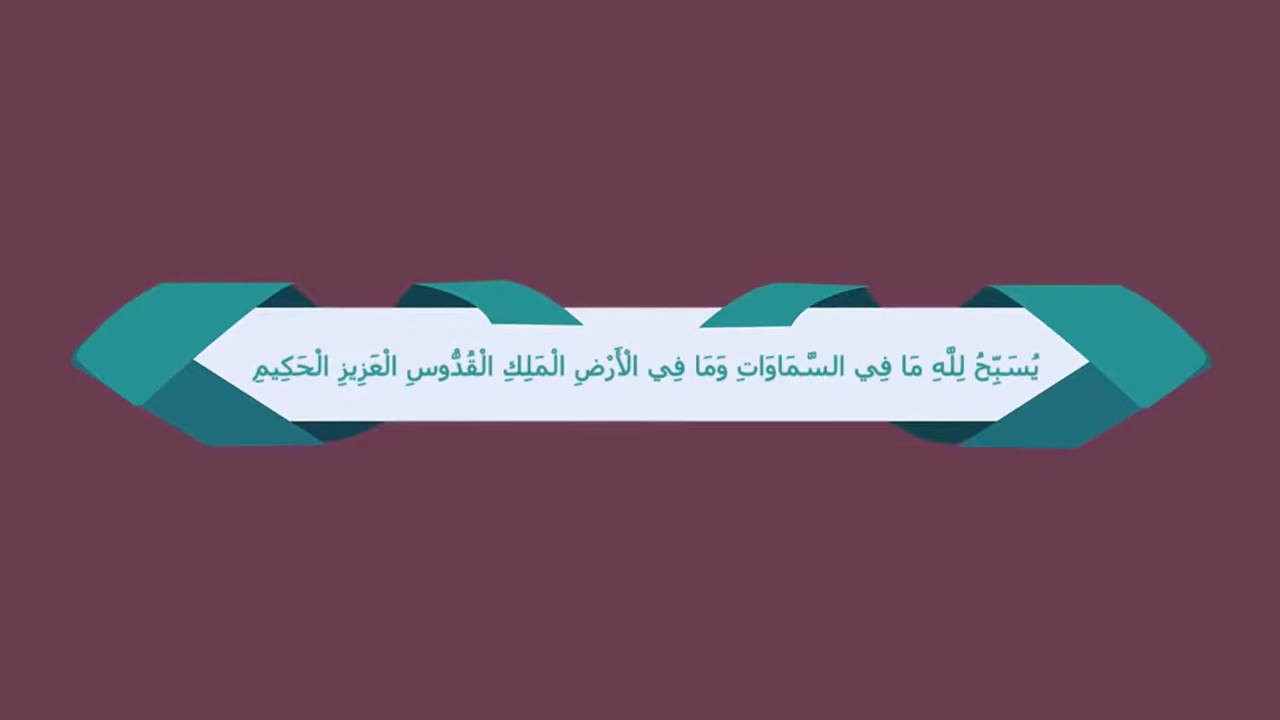 يُسَبِّحُ لِلَّهِ مَا فِي السَّمَاوَاتِ وَمَا فِي الْأَرْضِ الْمَلِكِ الْقُدُّوسِ الْعَزِيزِ الْحَكِيمِ